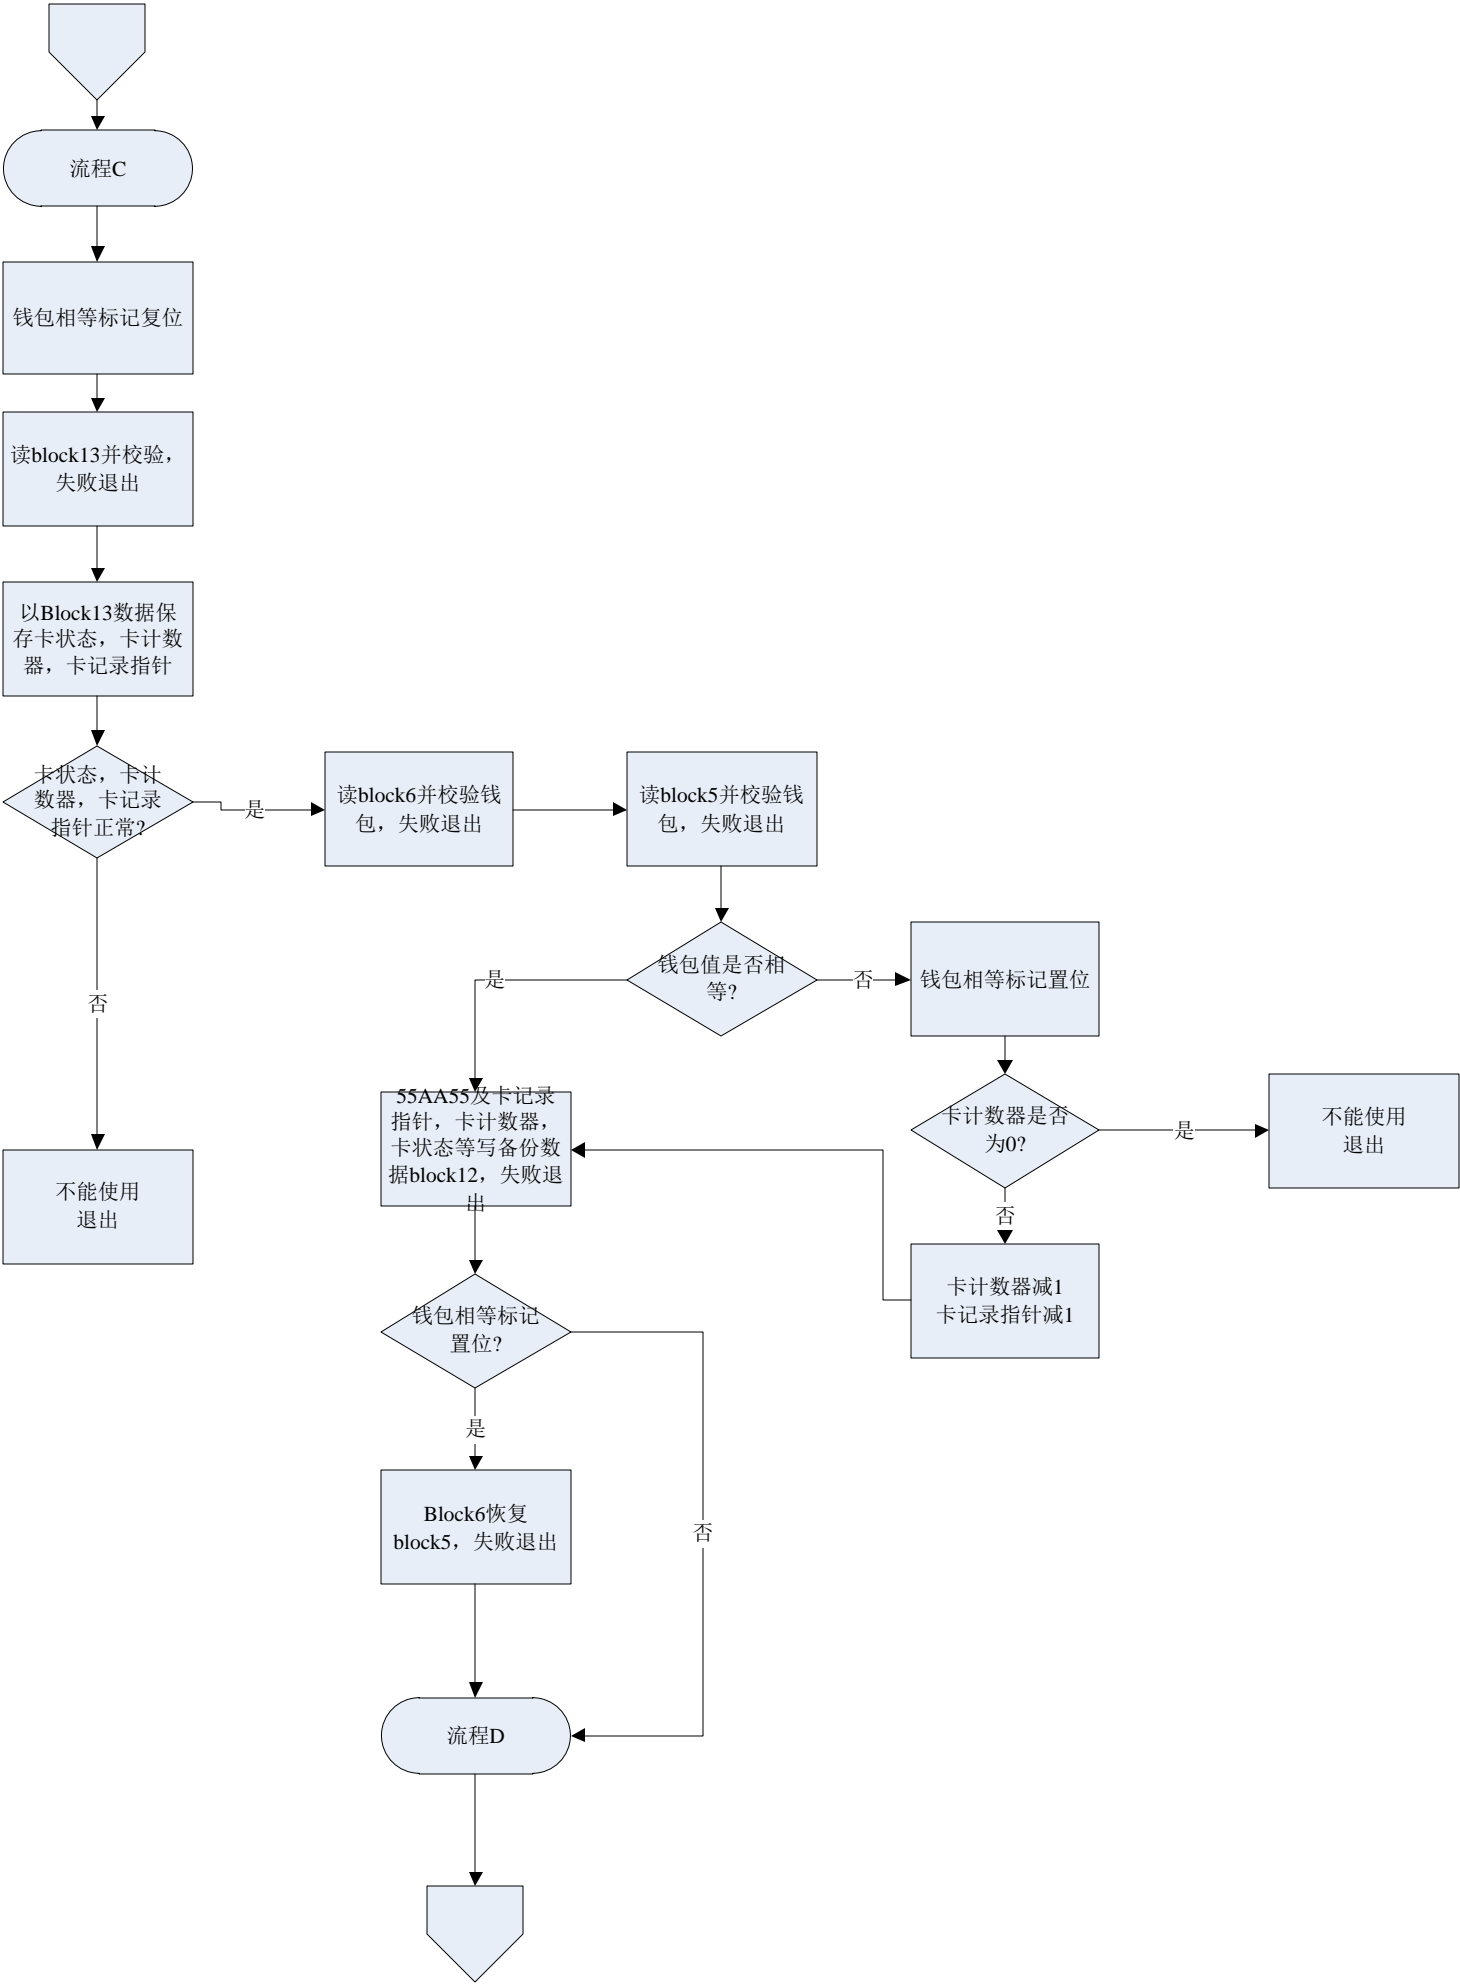 流程C
钱包相等标记复位
读block13并校验，
失败退出
以Block13数据保
存卡状态，卡计数
器，卡记录指针
卡状态，卡计
数器，卡记录
指针正常?
是
读block6并校验钱
包，失败退出
读block5并校验钱
包，失败退出
钱包值是否相
等?
是
否
钱包相等标记置位
否
55AA55及卡记录
指针，卡计数器，
卡状态等写备份数
据block12，失败退
出
卡计数器是否
为0?
是
不能使用
退出
不能使用
退出
否
卡计数器减1
卡记录指针减1
钱包相等标记
置位?
是
Block6恢复
block5，失败退出
否
流程D